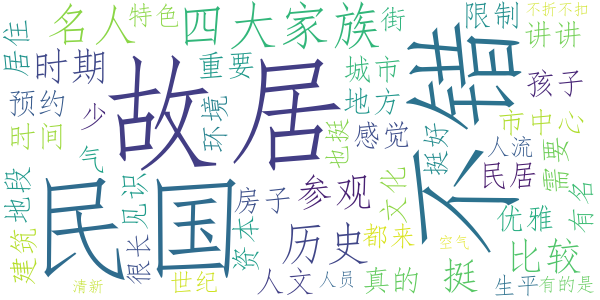 名人
特色
四大家族
街
限制
不折不扣
讲讲
居住
时期
重要
城市
不错
孩子
预约
故居
地方
环境
少
时间
气
也挺
感觉
市中心
挺好
人流
民居
需要
地段
见识
民国
房子
参观
文化
优雅
有名
建筑
很长
资本
历史
都来
比较
清新
世纪
人文
人员
真的
空气
挺
生平
有的是